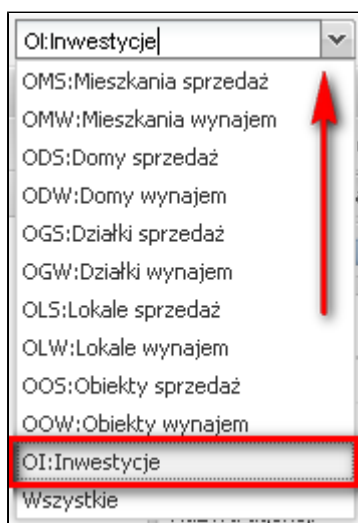 OI:Inwestycje
OMS:Mieszkania sprzedaż
OMW:Mieszkania wynajem
ODS:Domy sprzedaż
ODW:Domy wynajem
OGS:Działki sprzedaż
OGW:Działki wynajem
OLS:Lokale sprzedaż
OLW:Lokale wynajem
OOS:Obiekty sprzedaż
OOW:Obiekty wynajem
OI:Inwestycje
Wszystkie